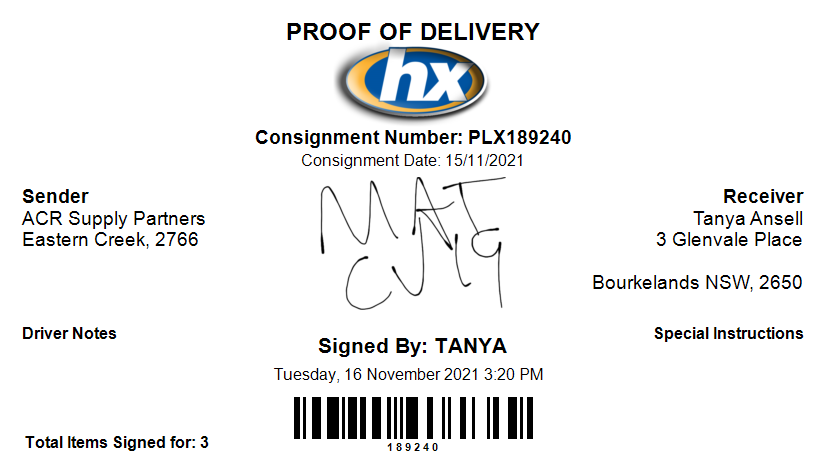 PROOF OF DELIVERY
hx
Consignment Number: PLX189240
Consignment Date: 15/11/2021
Sender
ACR Supply Partners
Eastern Creek, 2766
Receiver
Tanya Ansell
3 Glenvale Place
Bourkelands NSW, 2650
MAT
Driver Notes
Special Instructions
Signed By: TANYA
Tuesday, 16 November 2021 3:20 PM
189240
Total Items Signed for: 3